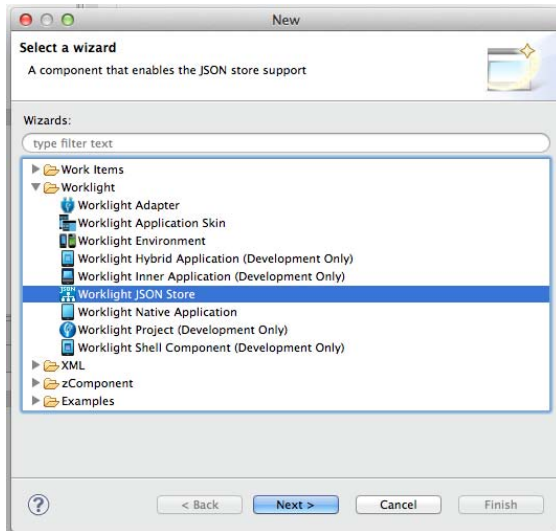 New
Select a wizard
A component that enables the JSON store support
Wizards:
type filter text
Work Items
Worklight
Worklight Adapter
Worklight Application Skin
Worklight Environment
Worklight Hybrid Application (Development Only)
Worklight Inner Application (Development Only)
JSON
Worklight JSON Store
Worklight Native Application
Worklight Project (Development Only)
Worklight Shell Component (Development Only)
XML
zComponent
Examples
?
< Back
Next >
Cancel
Finish